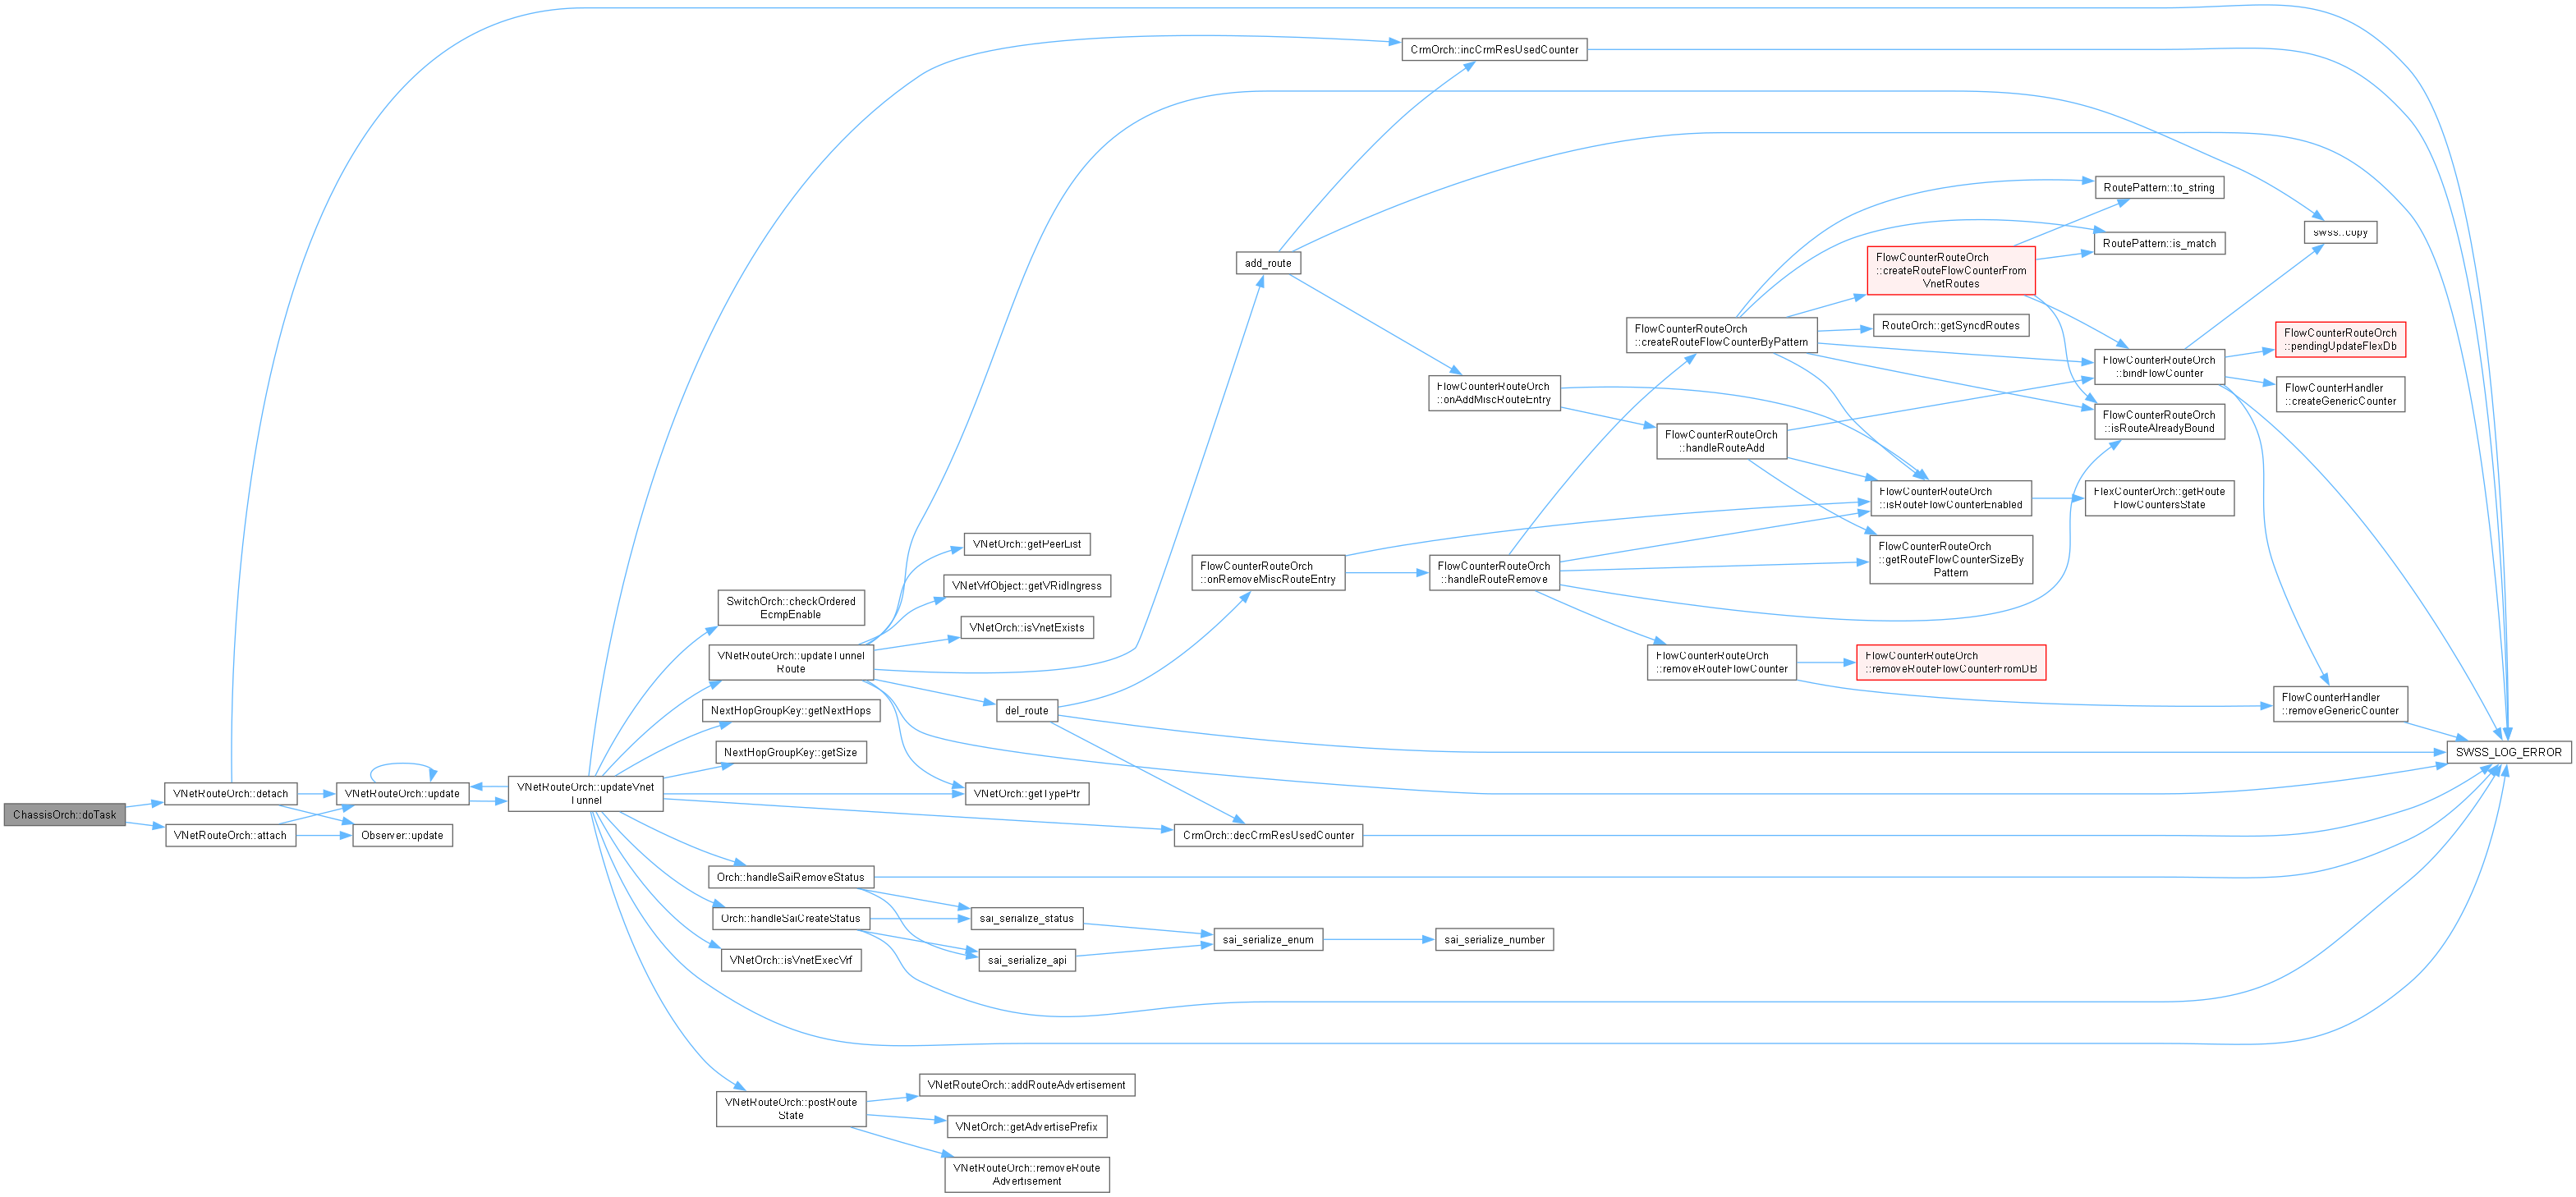 ChassisOrch::doTask
VNetRouteOrch::detach
VNetRouteOrch::attach
VNetRouteOrch::update
Observer::update
VNetRouteOrch::updateVnet
Tunnel
SwitchOrch::checkOrdered
EcmpEnable
VNetRouteOrch::updateTunnel
Route
NextHopGroupKey::getNextHops
NextHopGroupKey::getSize
Orch::handleSaiRemoveStatus
Orch::handleSaiCreateStatus
VNetOrch::isVnetExecVrf
VNetRouteOrch::postRoute
State
VNetOrch::getPeerList
VNetVrfObject::getVRidIngress
VNetOrch::isVnetExists
del_route
VNetOrch::getTypePtr
sai_serialize_status
sai_serialize_api
VNetRouteOrch::addRouteAdvertisement
VNetOrch::getAdvertisePrefix
VNetRouteOrch::removeRoute
Advertisement
add_route
FlowCounterRouteOrch
::onRemoveMiscRouteEntry
CrmOrch::decCrmResUsedCounter
sai_serialize_enum
CrmOrch::incCrmResUsedCounter
FlowCounterRouteOrch
::onAddMiscRouteEntry
FlowCounterRouteOrch
::handleRouteRemove
sai_serialize_number
FlowCounterRouteOrch
::createRouteFlowCounterByPattern
FlowCounterRouteOrch
::handleRouteAdd
FlowCounterRouteOrch
::removeRouteFlowCounter
FlowCounterRouteOrch
::createRouteFlowCounterFrom
VnetRoutes
RouteOrch::getSyncdRoutes
FlowCounterRouteOrch
::isRouteFlowCounterEnabled
FlowCounterRouteOrch
::getRouteFlowCounterSizeBy
Pattern
FlowCounterRouteOrch
::removeRouteFlowCounterFromDB
RoutePattern::to_string
RoutePattern::is_match
FlowCounterRouteOrch
::bindFlowCounter
FlowCounterRouteOrch
::isRouteAlreadyBound
FlexCounterOrch::getRoute
FlowCountersState
swss::copy
FlowCounterRouteOrch
::pendingUpdateFlexDb
FlowCounterHandler
::createGenericCounter
FlowCounterHandler
::removeGenericCounter
SWSS_LOG_ERROR